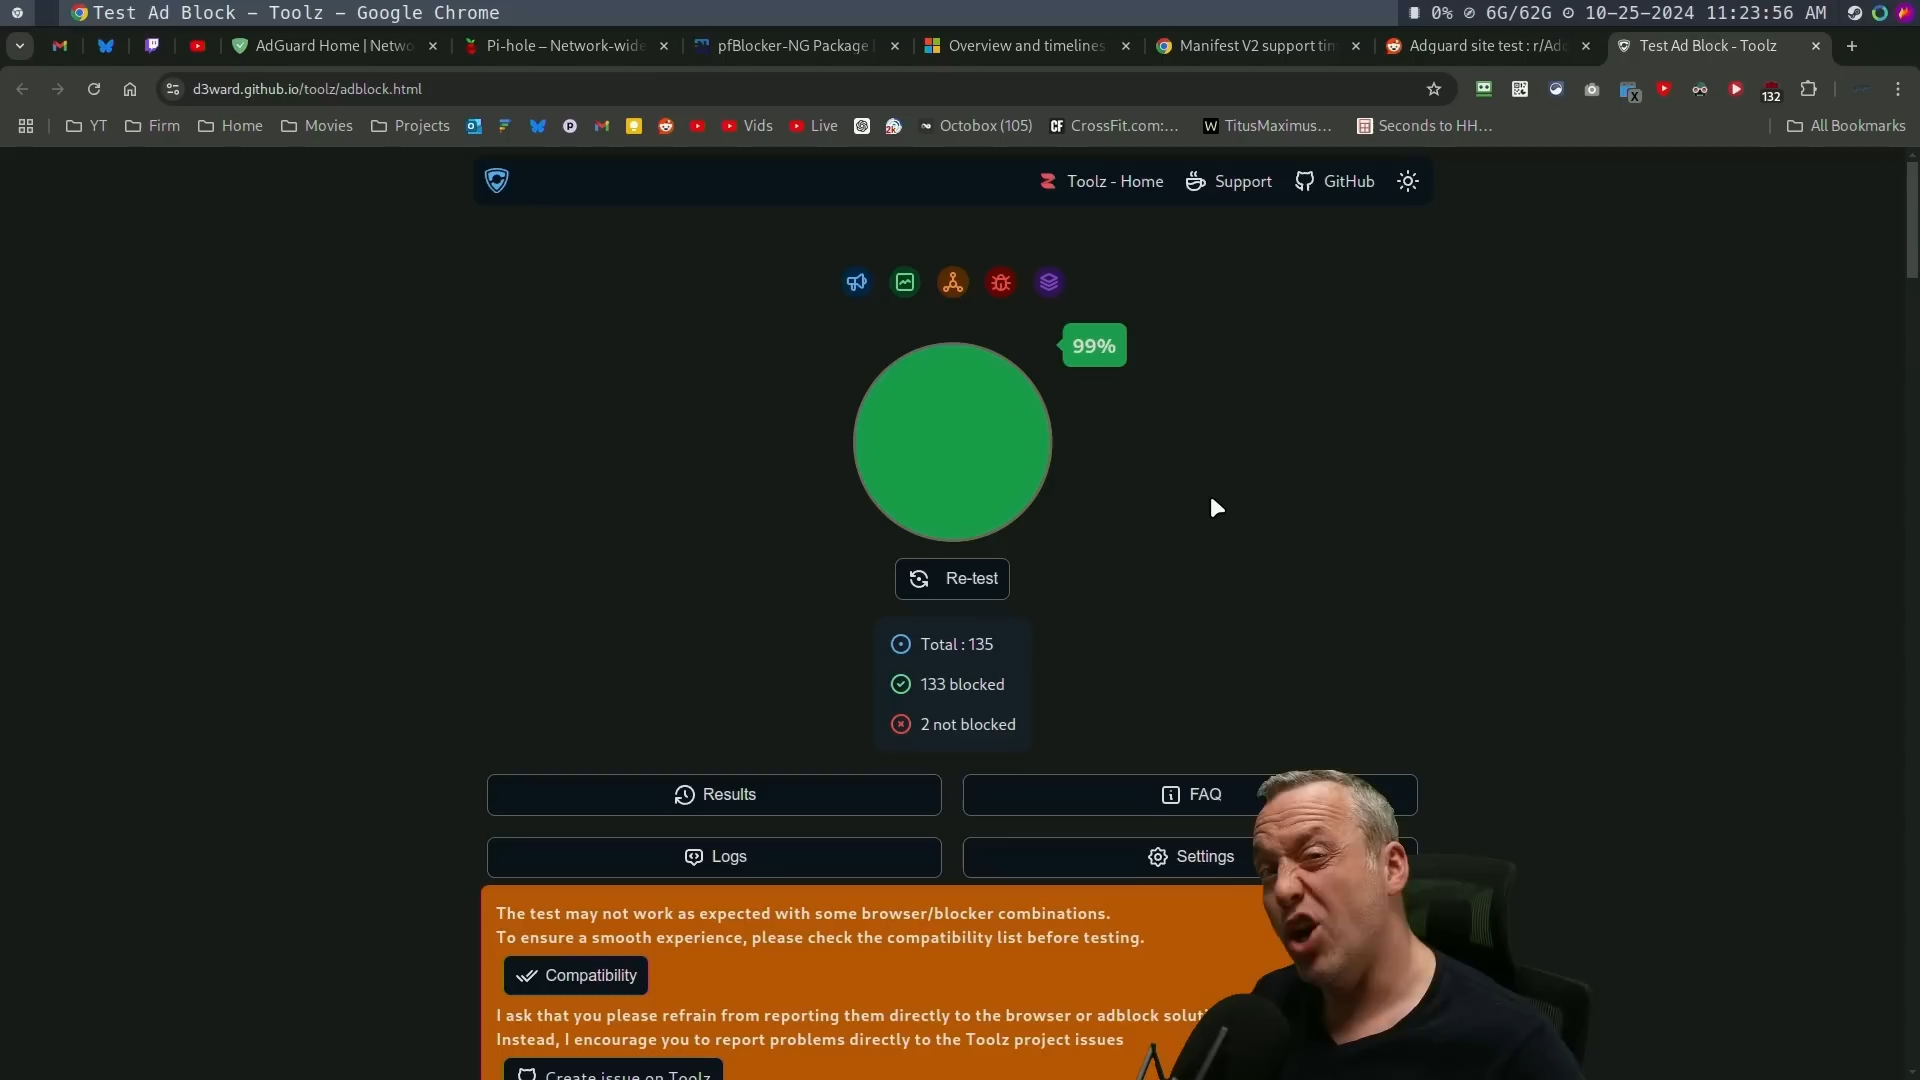 Test Ad Block – Toolz – Google Chrome
0% 6G/62G 10-25-2024 11:23:56 AM
AdGuard Home | Netwo
Pi-hole – Network-wide
pfBlocker-NG Package
Overview and timelines
Manifest V2 support tim
Adguard site test : r/Ad
Test Ad Block - Toolz
d3ward.github.io/toolz/adblock.html
132
YT
Firm
Home
Movies
Projects
Vids
Live
Octobox (105)
CF CrossFit.com:...
W TitusMaximus...
Seconds to HH...
All Bookmarks
Toolz - Home
Support
GitHub
99%
Re-test
Total : 135
133 blocked
2 not blocked
Results
FAQ
Logs
Settings
The test may not work as expected with some browser/blocker combinations.
To ensure a smooth experience, please check the compatibility list before testing.
Compatibility
I ask that you please refrain from reporting them directly to the browser or adblock soluti
Instead, I encourage you to report problems directly to the Toolz project issues
Create issue on Toolz